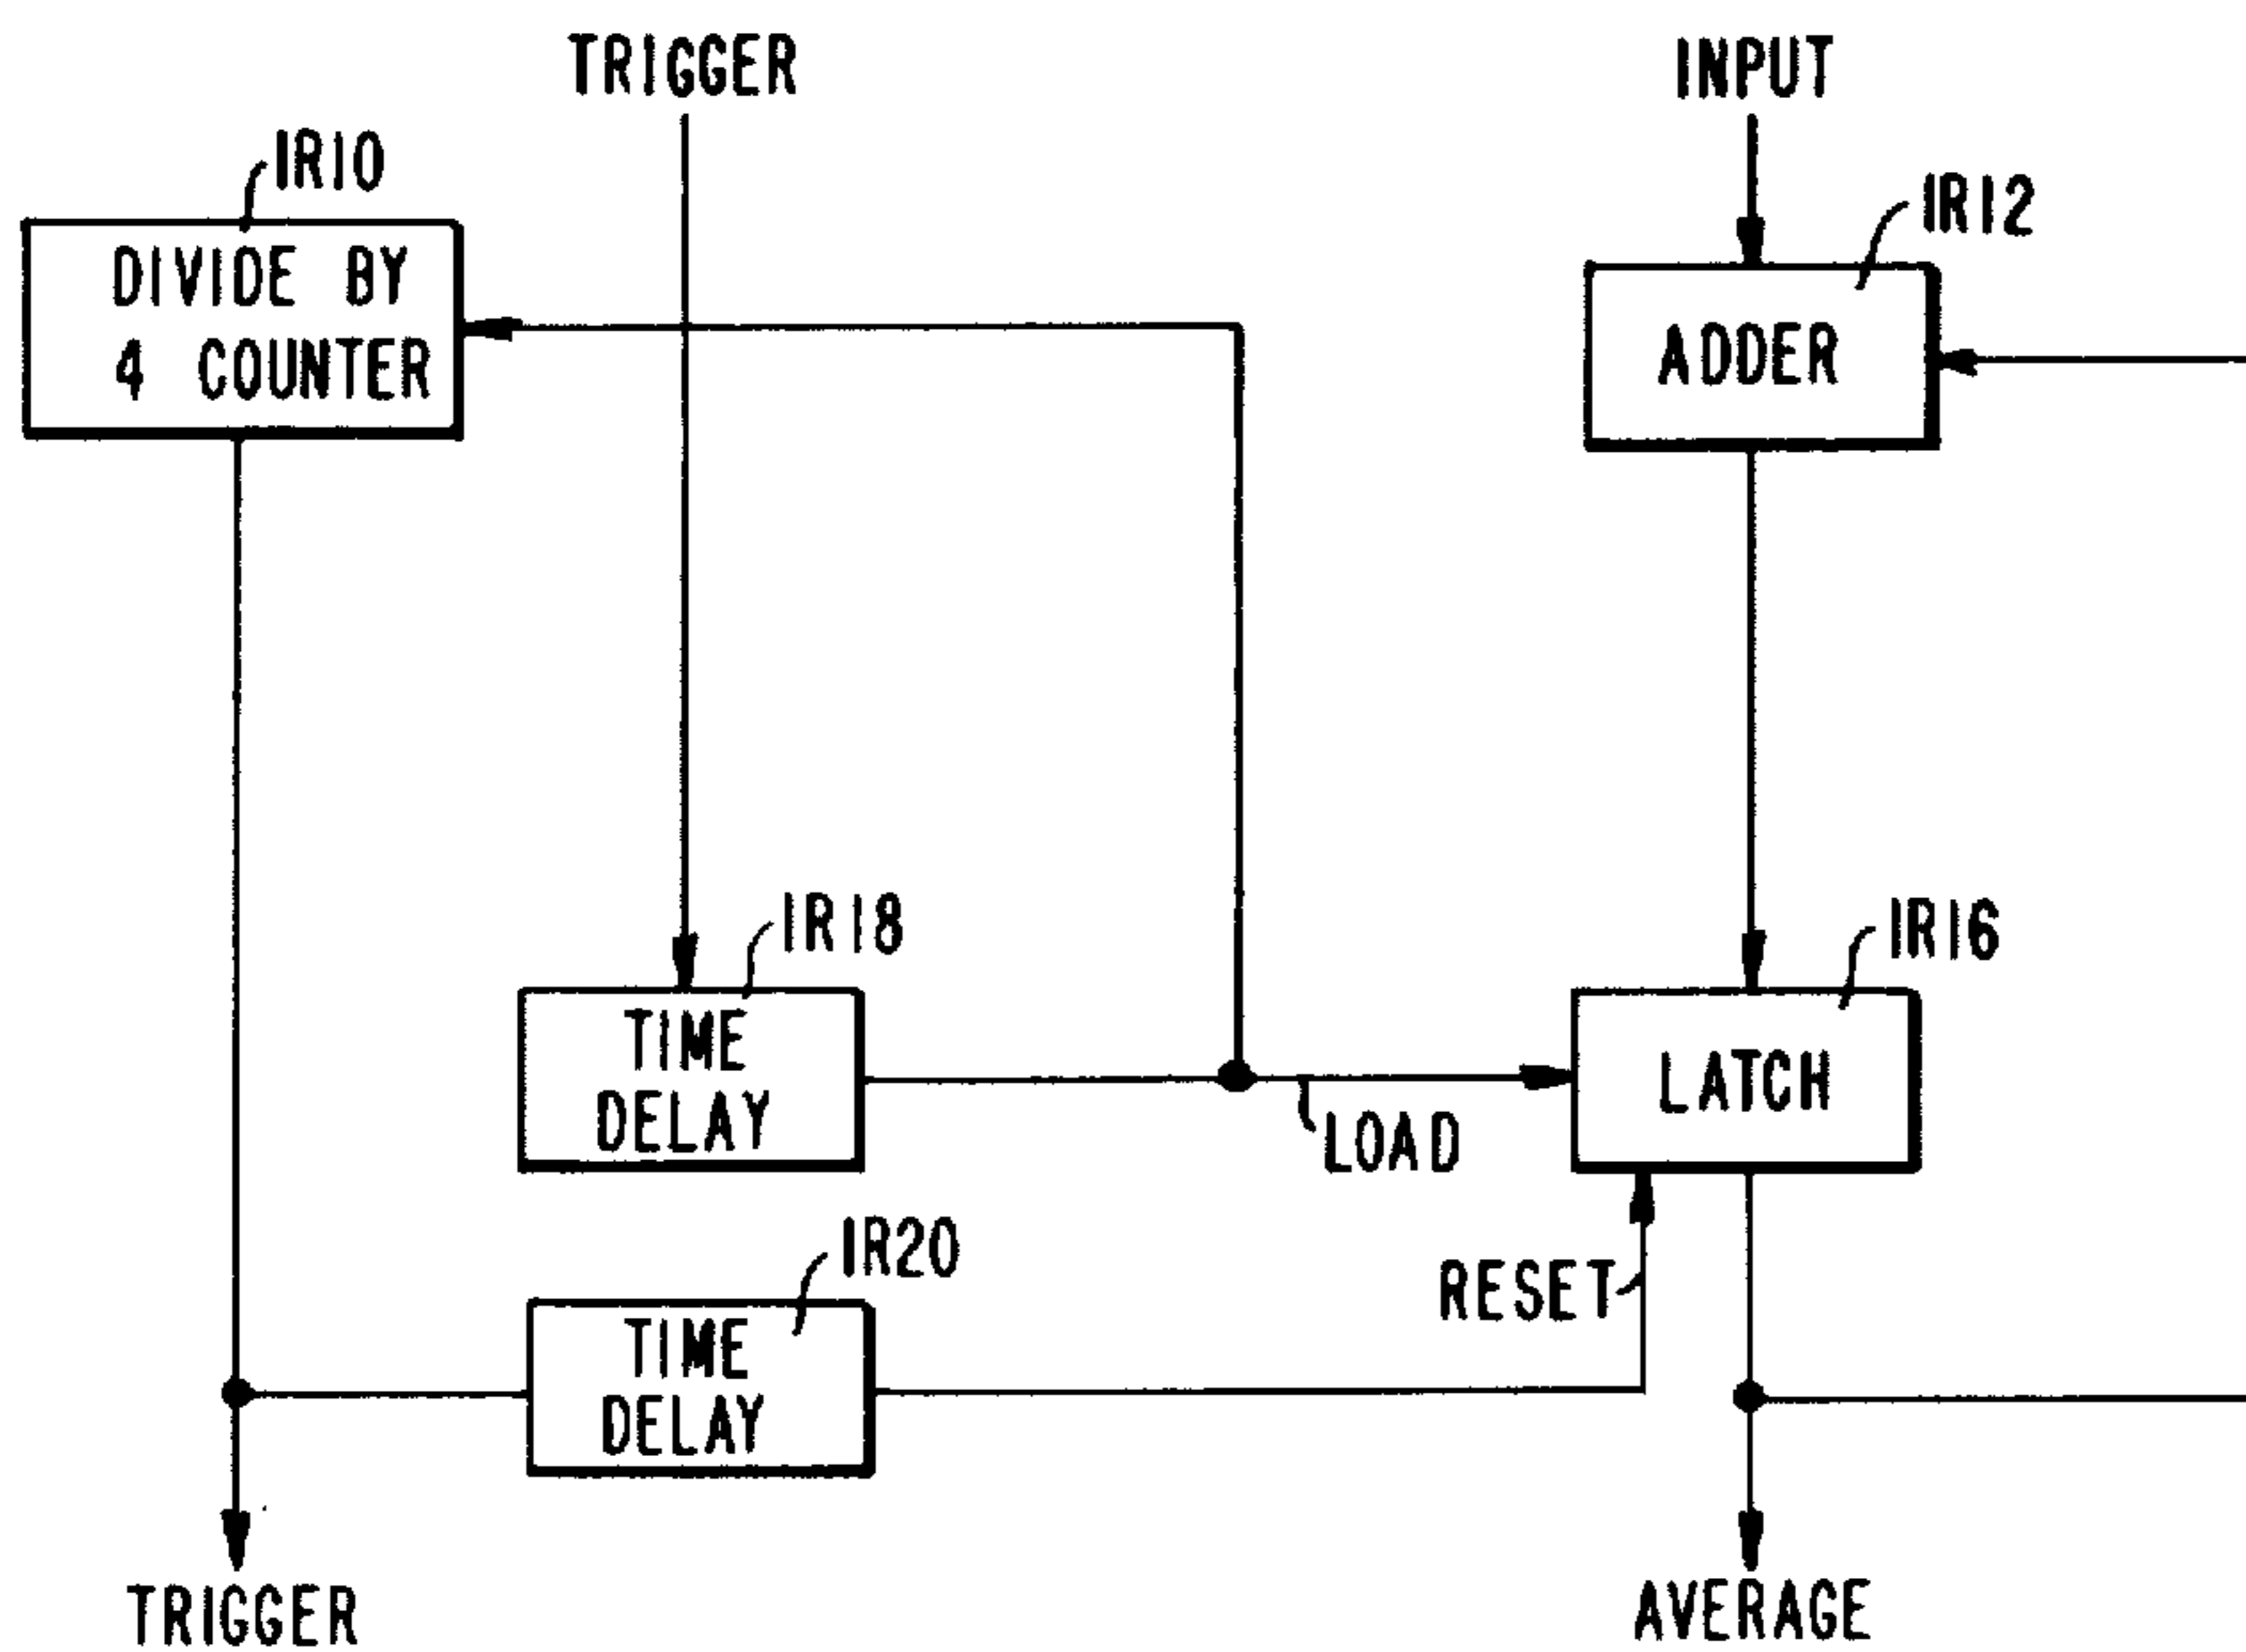 TRIGGER
INPUT
IR10
IR12
DIVIDE BY
4 COUNTER
ADDER
IR18
IR16
TIME
DELAY
LATCH
LOAD
IR20
RESET
TIME
DELAY
TRIGGER
AVERAGE